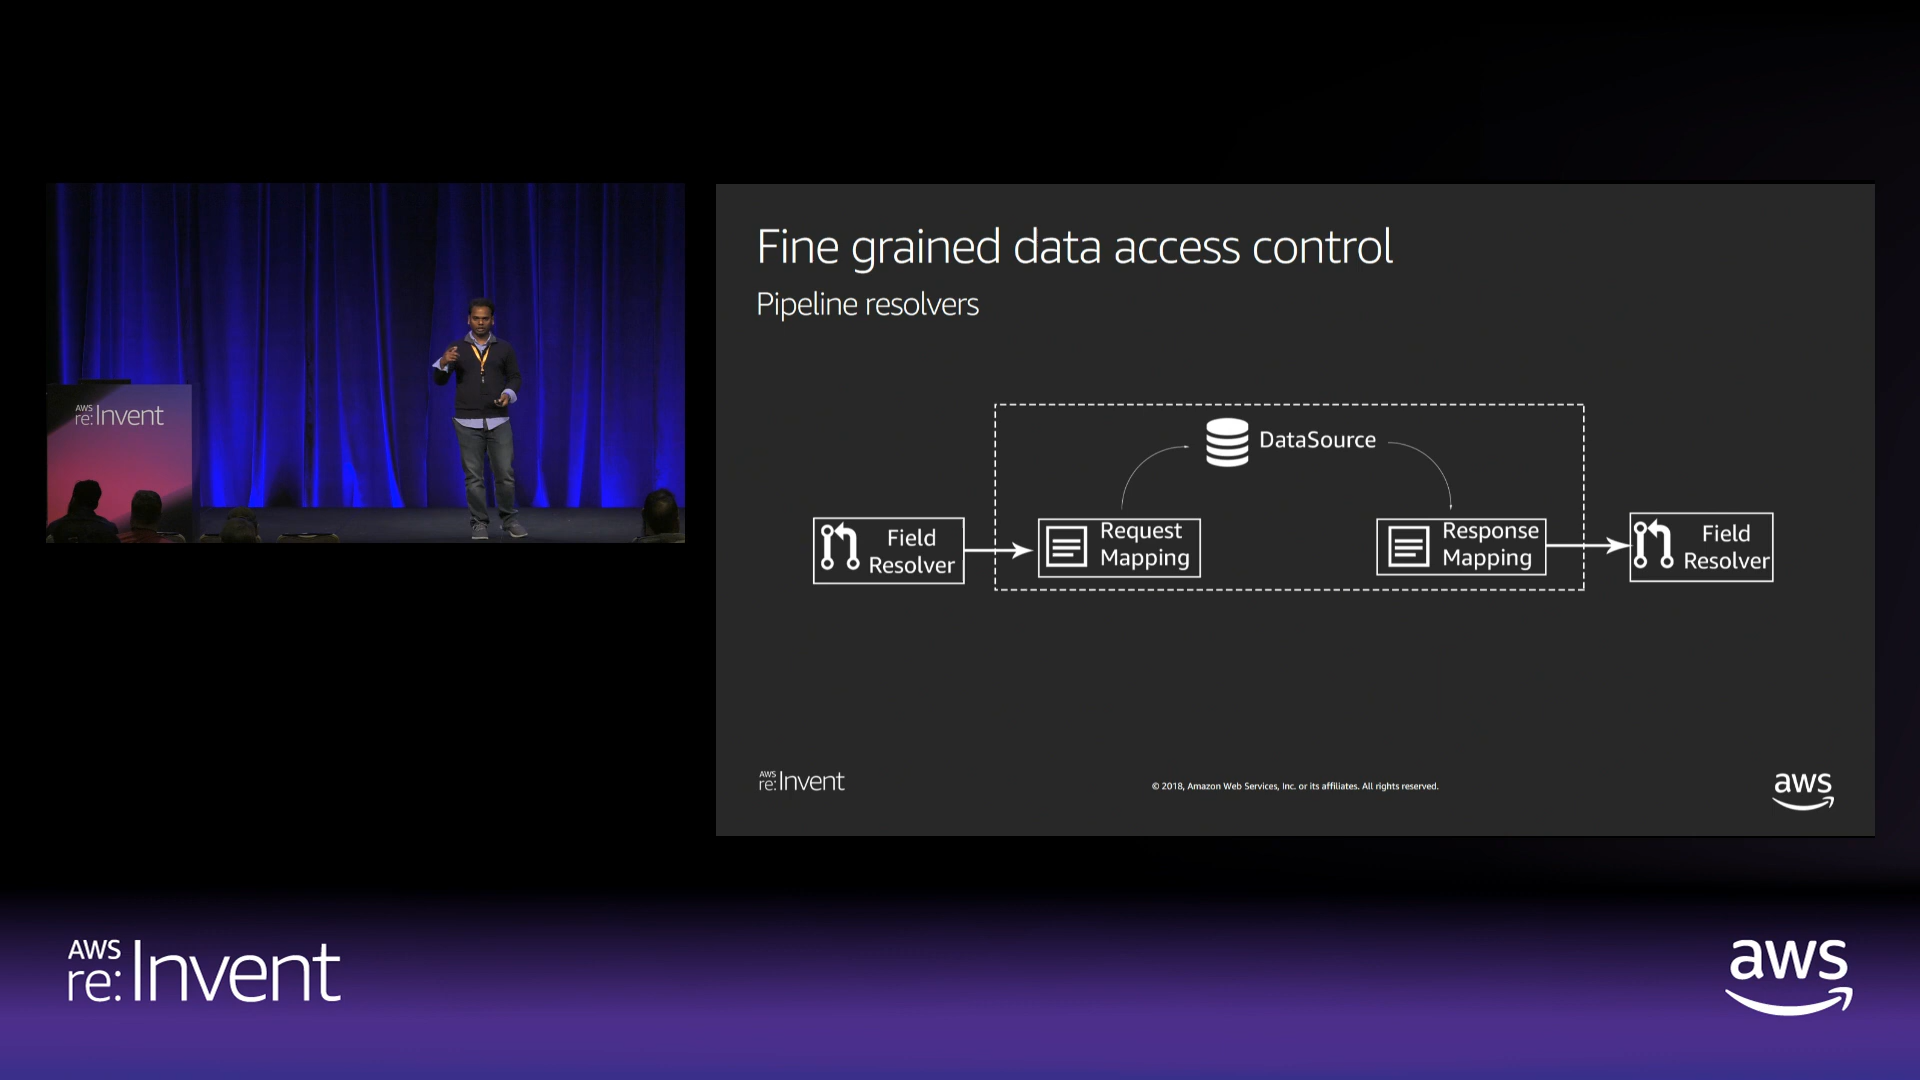 AWS
re:Invent
Fine grained data access control
Pipeline resolvers
DataSource
Field
Resolver
Request
Mapping
Response
Mapping
Field
Resolver
AWS
re:Invent
© 2018, Amazon Web Services, Inc. or its affiliates. All rights reserved.
aws
AWS
re:Invent
aws